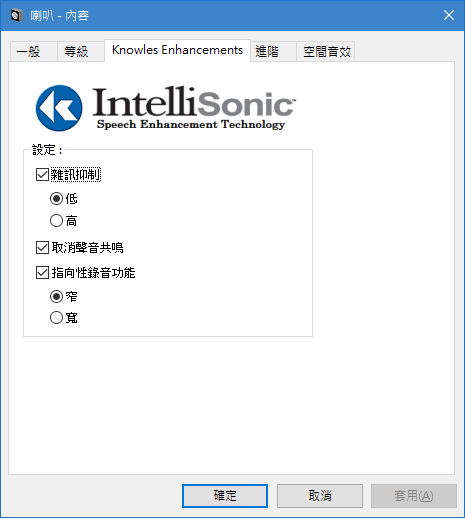 喇叭 - 內容
一般 等級 Knowles Enhancements 進階 空間音效
IntelliSonic™
Speech Enhancement Technology
設定：
雜訊抑制
低
高
取消聲音共鳴
指向性錄音功能
窄
寬
確定 取消 套用(A)